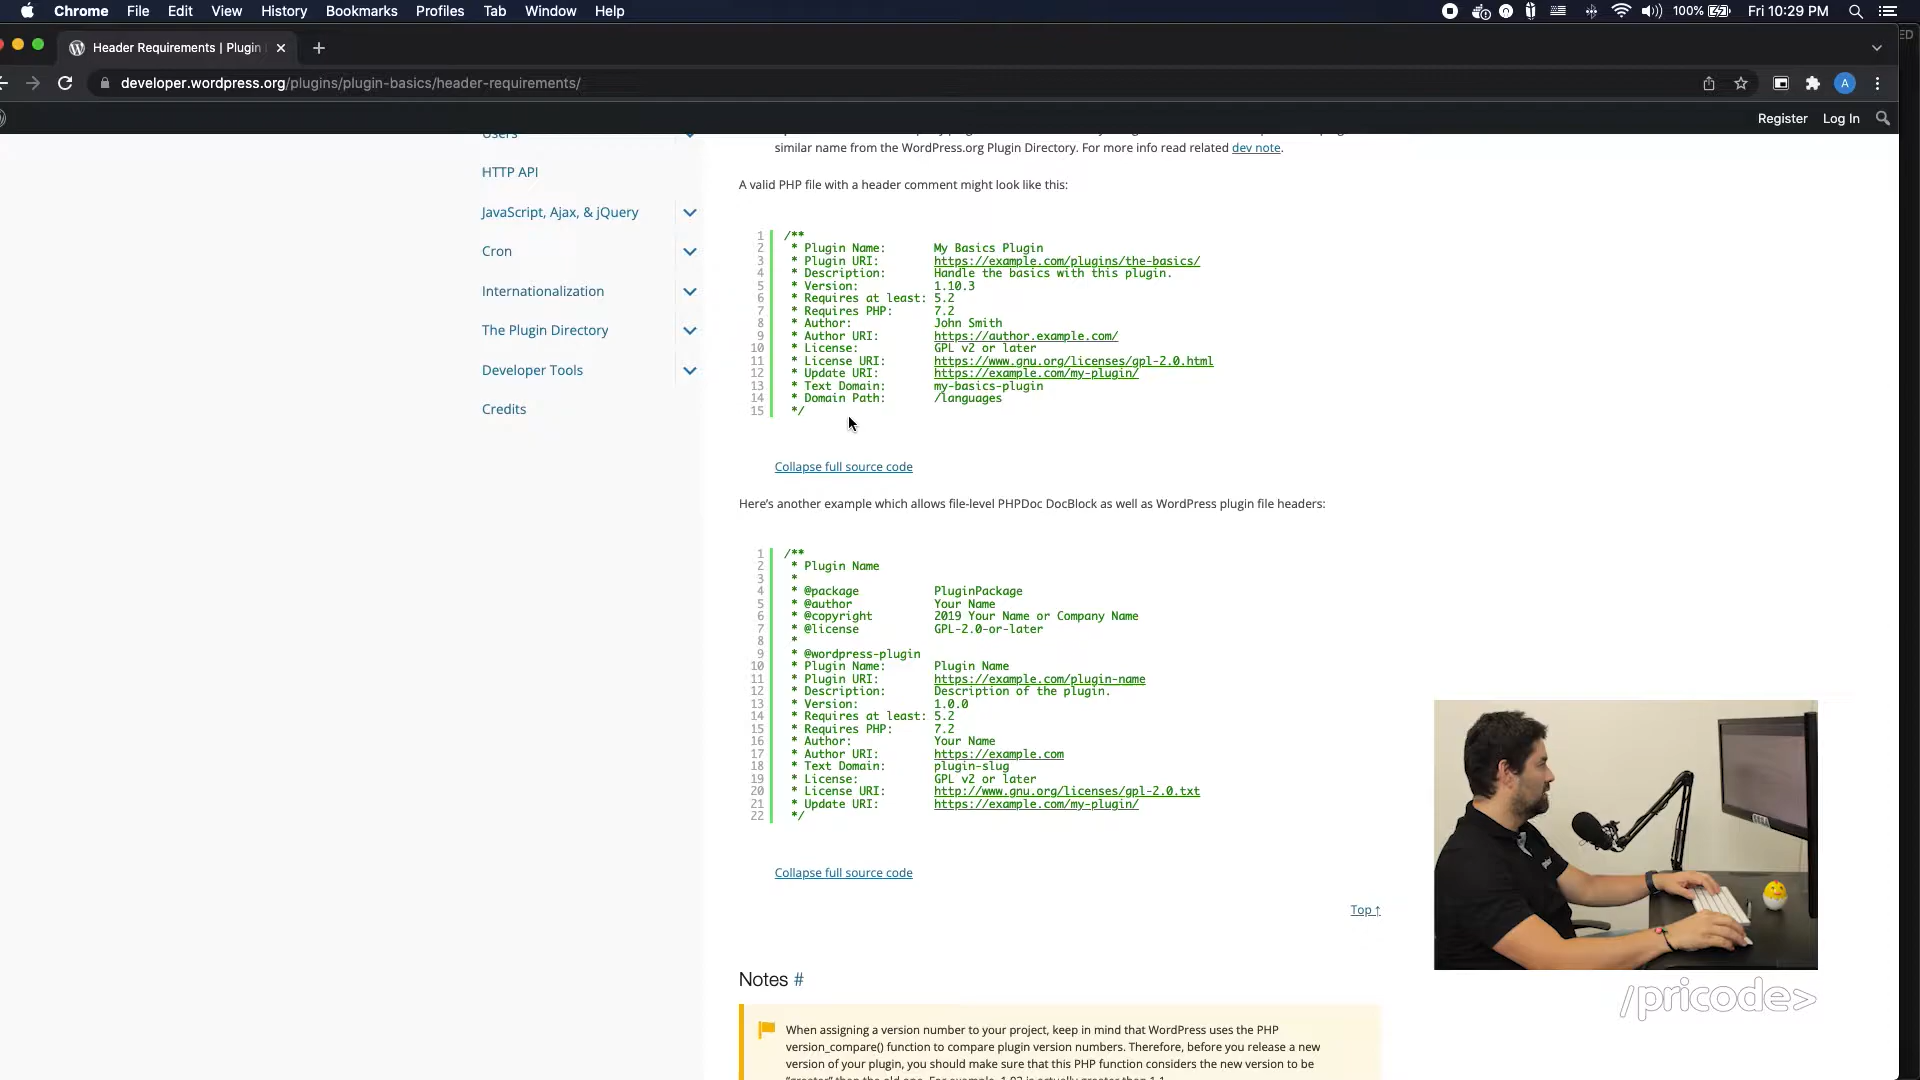 Chrome File Edit View History Bookmarks Profiles Tab Window Help 100% Fri 10:29 PM
Header Requirements | Plugin
developer.wordpress.org/plugins/plugin-basics/header-requirements/
A
Register Log In
Users
HTTP API
JavaScript, Ajax, & jQuery
Cron
Internationalization
The Plugin Directory
Developer Tools
Credits
similar name from the WordPress.org Plugin Directory. For more info read related dev note.
A valid PHP file with a header comment might look like this:
1 /**
2 * Plugin Name: My Basics Plugin
3 * Plugin URI: https://example.com/plugins/the-basics/
4 * Description: Handle the basics with this plugin.
5 * Version: 1.10.3
6 * Requires at least: 5.2
7 * Requires PHP: 7.2
8 * Author: John Smith
9 * Author URI: https://author.example.com/
10 * License: GPL v2 or later
11 * License URI: https://www.gnu.org/licenses/gpl-2.0.html
12 * Update URI: https://example.com/my-plugin/
13 * Text Domain: my-basics-plugin
14 * Domain Path: /languages
15 */
Collapse full source code
Here's another example which allows file-level PHPDoc DocBlock as well as WordPress plugin file headers:
1 /**
2 * Plugin Name
3 *
4 * @package PluginPackage
5 * @author Your Name
6 * @copyright 2019 Your Name or Company Name
7 * @license GPL-2.0-or-later
8 *
9 * @wordpress-plugin
10 * Plugin Name: Plugin Name
11 * Plugin URI: https://example.com/plugin-name
12 * Description: Description of the plugin.
13 * Version: 1.0.0
14 * Requires at least: 5.2
15 * Requires PHP: 7.2
16 * Author: Your Name
17 * Author URI: https://example.com
18 * Text Domain: plugin-slug
19 * License: GPL v2 or later
20 * License URI: http://www.gnu.org/licenses/gpl-2.0.txt
21 * Update URI: https://example.com/my-plugin/
22 */
Collapse full source code
Top ↑
Notes #
When assigning a version number to your project, keep in mind that WordPress uses the PHP
version_compare() function to compare plugin version numbers. Therefore, before you release a new
version of your plugin, you should make sure that this PHP function considers the new version to be
/pricode>